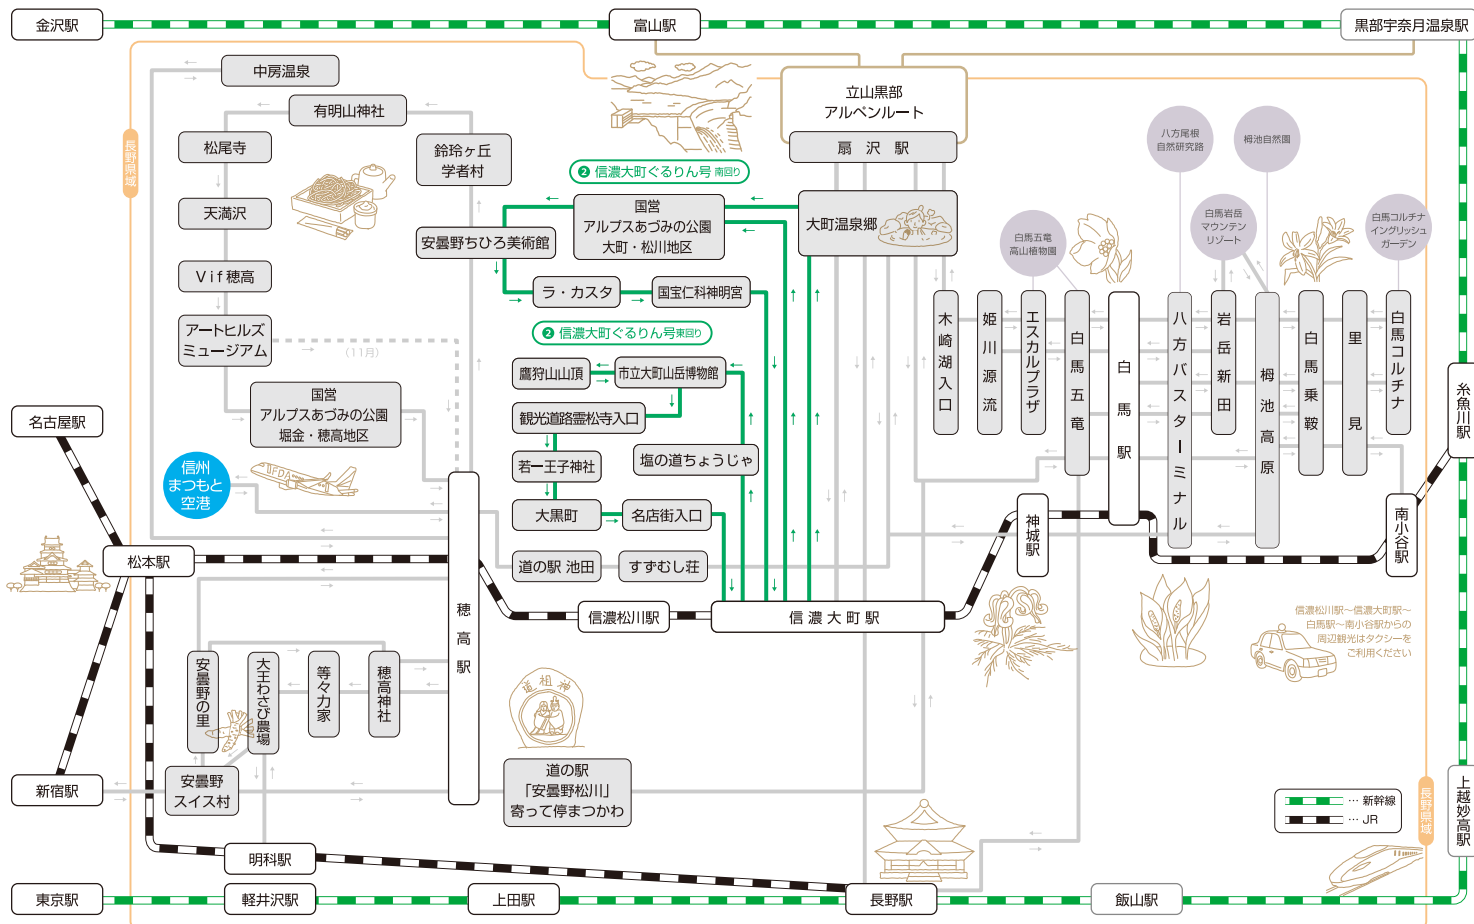 金沢駅
富山駅
黒部宇奈月温泉駅
中房温泉
有明山神社
松尾寺
天満沢
Vif穂高
アートヒルズ
ミュージアム
(11月)
国営
アルプスあづみの公園
堀金・穂高地区
鈴玲ヶ丘
学者村
長野県域
立山黒部
アルペンルート
扇沢駅
❷ 信濃大町ぐるりん号 南回り
国営
アルプスあづみの公園
大町・松川地区
大町温泉郷
安曇野ちひろ美術館
ラ・カスタ
国宝仁科神明宮
❷ 信濃大町ぐるりん号東回り
鷹狩山山頂
市立大町山岳博物館
観光道路霊松寺入口
若一王子神社
塩の道ちょうじゃ
大黒町
名店街入口
道の駅 池田
すずむし荘
八方尾根
自然研究路
栂池自然園
白馬五竜
高山植物園
白馬岩岳
マウンテン
リゾート
白馬コルチナ
イングリッシュ
ガーデン
木崎湖入口
姫川源流
エスカルプラザ
白馬五竜
白馬駅
八方バスターミナル
岩岳新田
栂池高原
白馬乗鞍
里見
白馬コルチナ
糸魚川駅
名古屋駅
信州
まつもと
空港
FDA
松本駅
穂高駅
信濃松川駅
信濃大町駅
神城駅
南小谷駅
信濃松川駅〜信濃大町駅〜
白馬駅〜南小谷駅からの
周辺観光はタクシーを
ご利用ください
安曇野の里
大王わさび農場
等々力家
穂高神社
道祖神
新宿駅
安曇野
スイス村
道の駅
「安曇野松川」
寄って停まつかわ
… 新幹線
… JR
長野県域
上越妙高駅
明科駅
東京駅
軽井沢駅
上田駅
長野駅
飯山駅